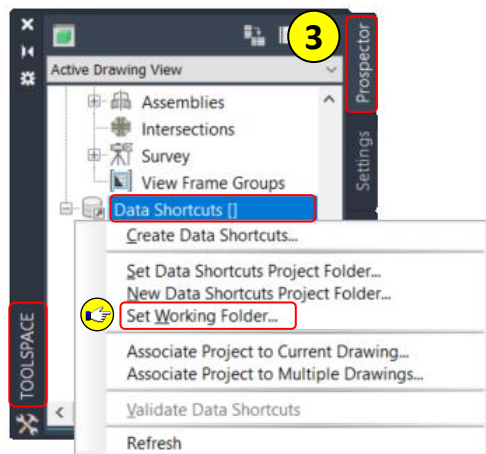 3
Active Drawing View
Prospector
Assemblies
Intersections
Settings
Survey
View Frame Groups
Data Shortcuts []
Create Data Shortcuts...
Set Data Shortcuts Project Folder...
New Data Shortcuts Project Folder...
Set Working Folder...
TOOLSPACE
Associate Project to Current Drawing...
Associate Project to Multiple Drawings...
Validate Data Shortcuts
Refresh